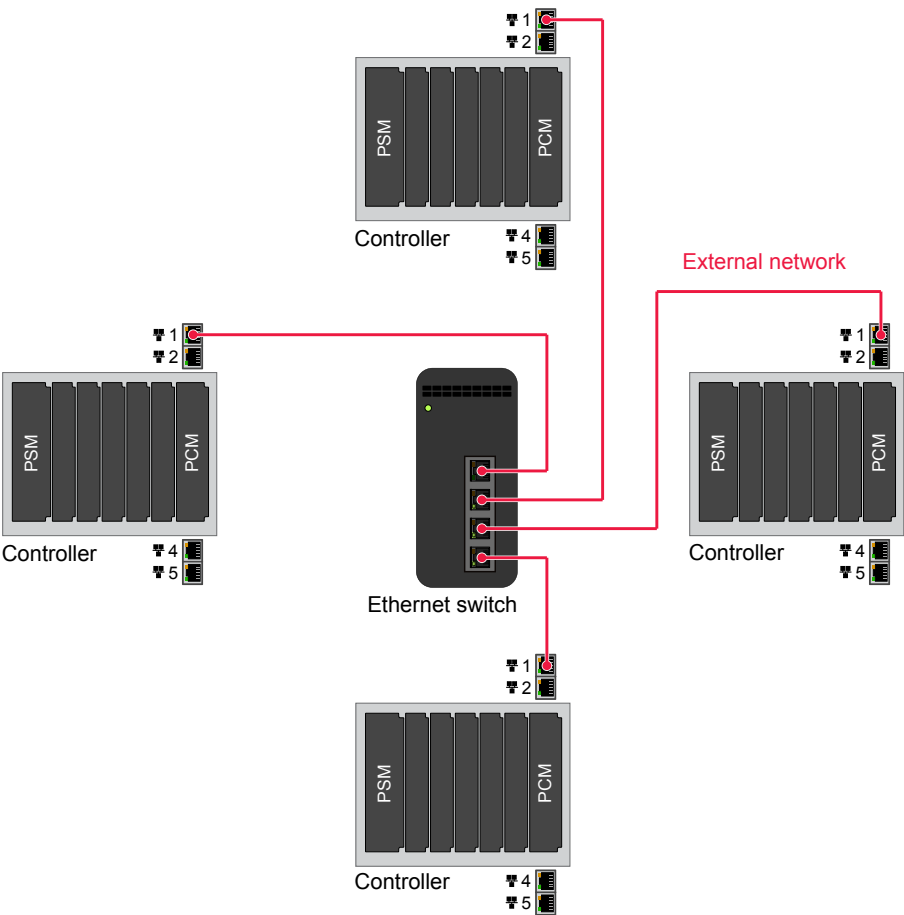 1
2
PSM
PCM
Controller
4
5
External network
1
2
PSM
PCM
Controller
4
5
1
2
PSM
PCM
Controller
4
5
Ethernet switch
1
2
PSM
PCM
Controller
4
5